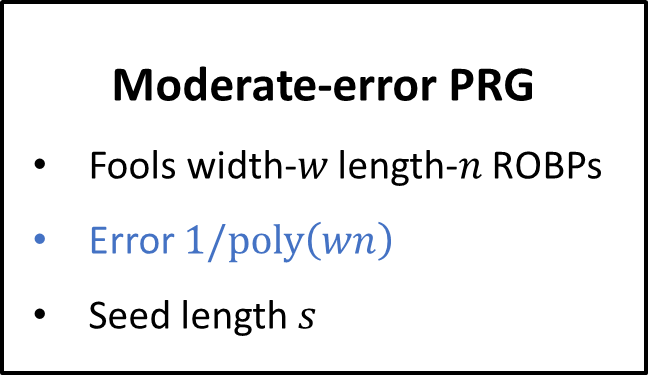 Moderate-error PRG
• Fools width-w length-n ROBPs
• Error 1/poly(wn)
• Seed length s